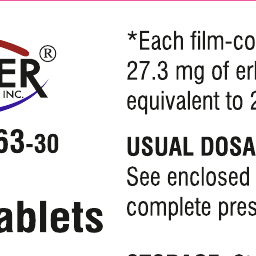 ER®
INC.
63-30
ablets
*Each film-co
27.3 mg of erl
equivalent to 2
USUAL DOSA
See enclosed
complete pres